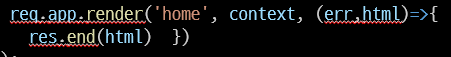 req.app.render('home', context, (err,html)=>{
res.end(html)  })